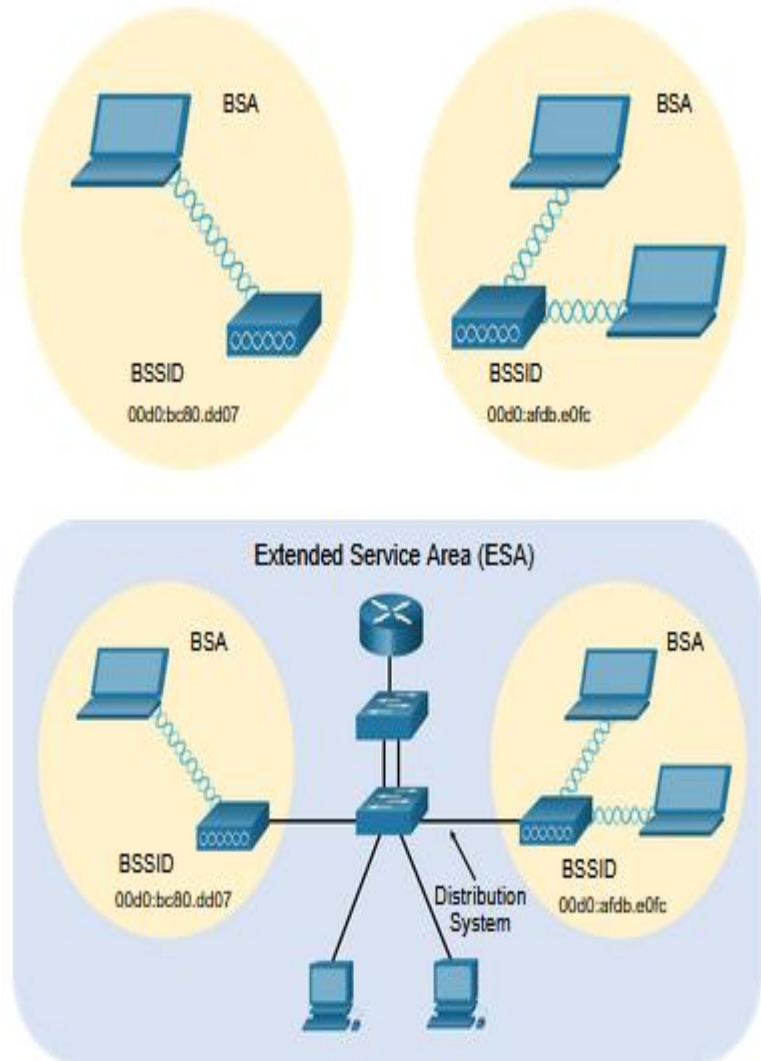 BSA
BSSID
00d0:bc80.dd07
BSA
BSSID
00d0:afdb.e0fc
Extended Service Area (ESA)
BSA
BSSID
00d0:bc80.dd07
BSA
BSSID
00d0:afdb.e0fc
Distribution
System